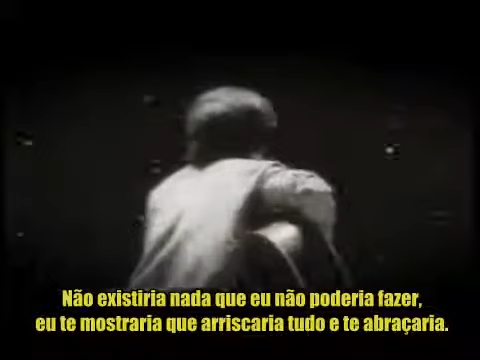 Não existiria nada que eu não poderia fazer,
eu te mostraria que arriscaria tudo e te abraçaria.